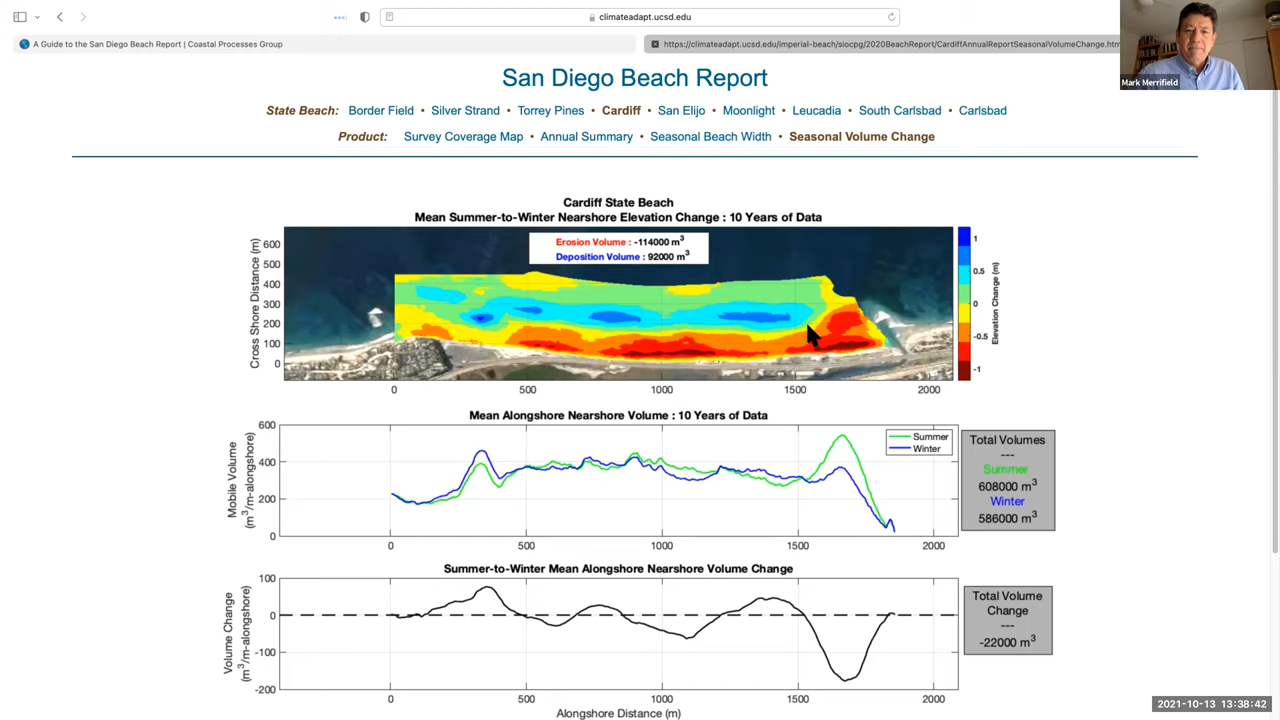 climateadapt.ucsd.edu
A Guide to the San Diego Beach Report | Coastal Processes Group
https://climateadapt.ucsd.edu/imperial-beach/siocpg/2020BeachReport/CardiffAnnualReportSeasonalVolumeChange.htm
Mark Merrifield
San Diego Beach Report
State Beach: Border Field • Silver Strand • Torrey Pines • Cardiff • San Elijo • Moonlight • Leucadia • South Carlsbad • Carlsbad
Product: Survey Coverage Map • Annual Summary • Seasonal Beach Width • Seasonal Volume Change
Cardiff State Beach
Mean Summer-to-Winter Nearshore Elevation Change : 10 Years of Data
Erosion Volume : -114000 m³
Deposition Volume : 92000 m³
Cross Shore Distance (m)
600
500
400
300
200
100
0
0 500 1000 1500 2000
1
0.5
0
-0.5
-1
Elevation Change (m)
Mean Alongshore Nearshore Volume : 10 Years of Data
Mobile Volume
(m³/m-alongshore)
600
400
200
0
0 500 1000 1500 2000
Summer
Winter
Total Volumes
---
Summer
608000 m³
Winter
586000 m³
Summer-to-Winter Mean Alongshore Nearshore Volume Change
Volume Change
(m³/m-alongshore)
100
0
-100
-200
0 500 1000 1500 2000
Alongshore Distance (m)
Total Volume
Change
---
-22000 m³
2021-10-13 13:38:42